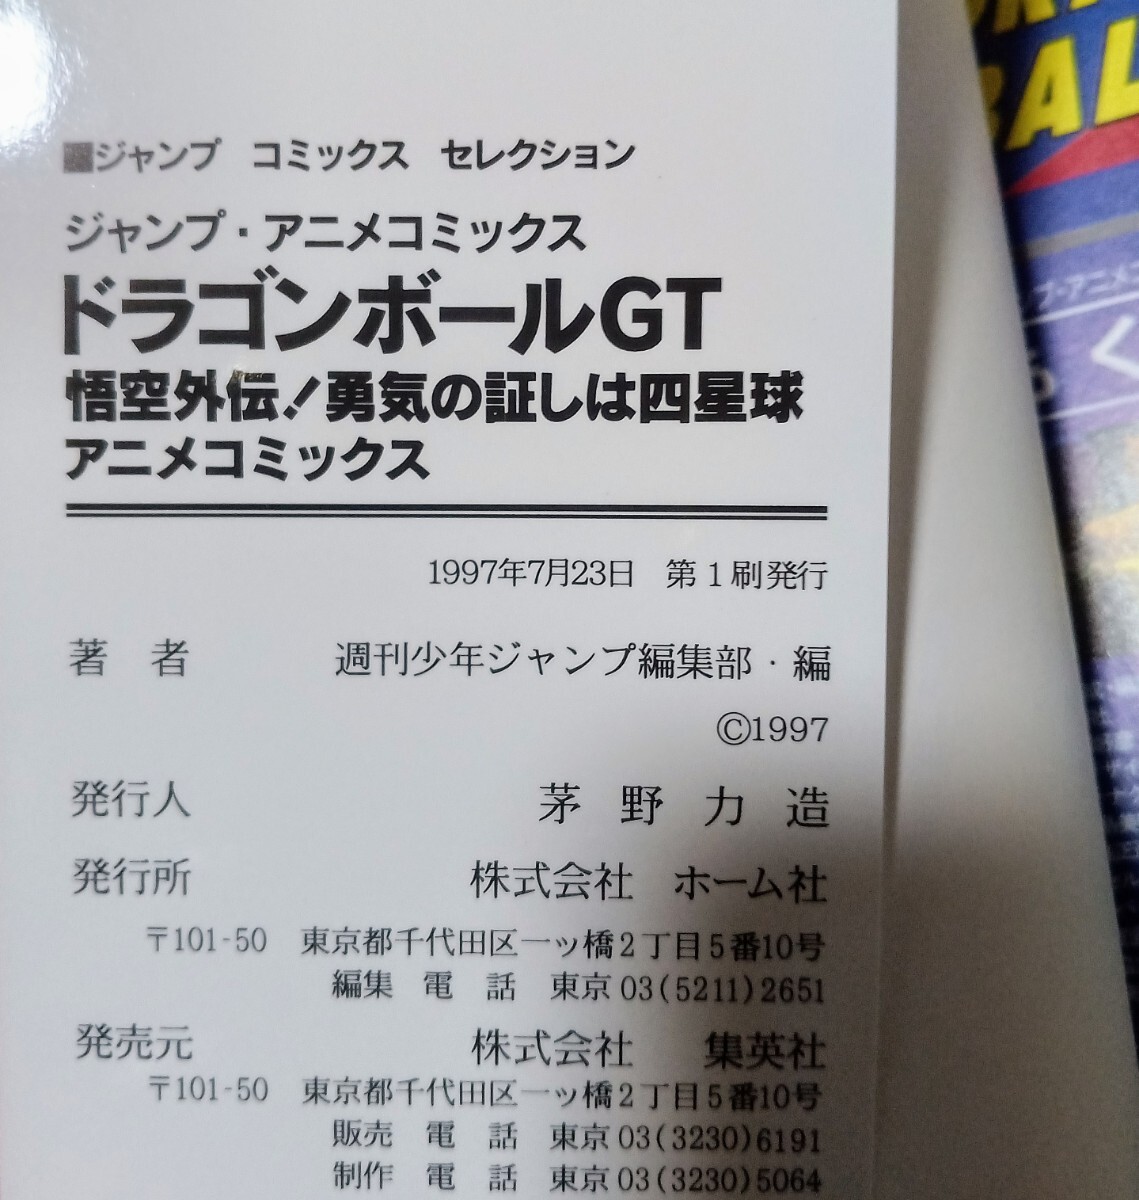 ■ジャンプ コミックス セレクション
ジャンプ・アニメコミックス
ドラゴンボールGT
悟空外伝!勇気の証しは四星球
アニメコミックス
1997年7月23日 第1刷発行
著 者 週刊少年ジャンプ編集部・編
©1997
発行人 茅野力造
発行所 株式会社 ホーム社
〒101-50 東京都千代田区一ッ橋2丁目5番10号
編集 電 話 東京 03(5211)2651
発売元 株式会社 集英社
〒101-50 東京都千代田区一ッ橋2丁目5番10号
販売 電 話 東京 03(3230)6191
制作 電 話 東京 03(3230)5064